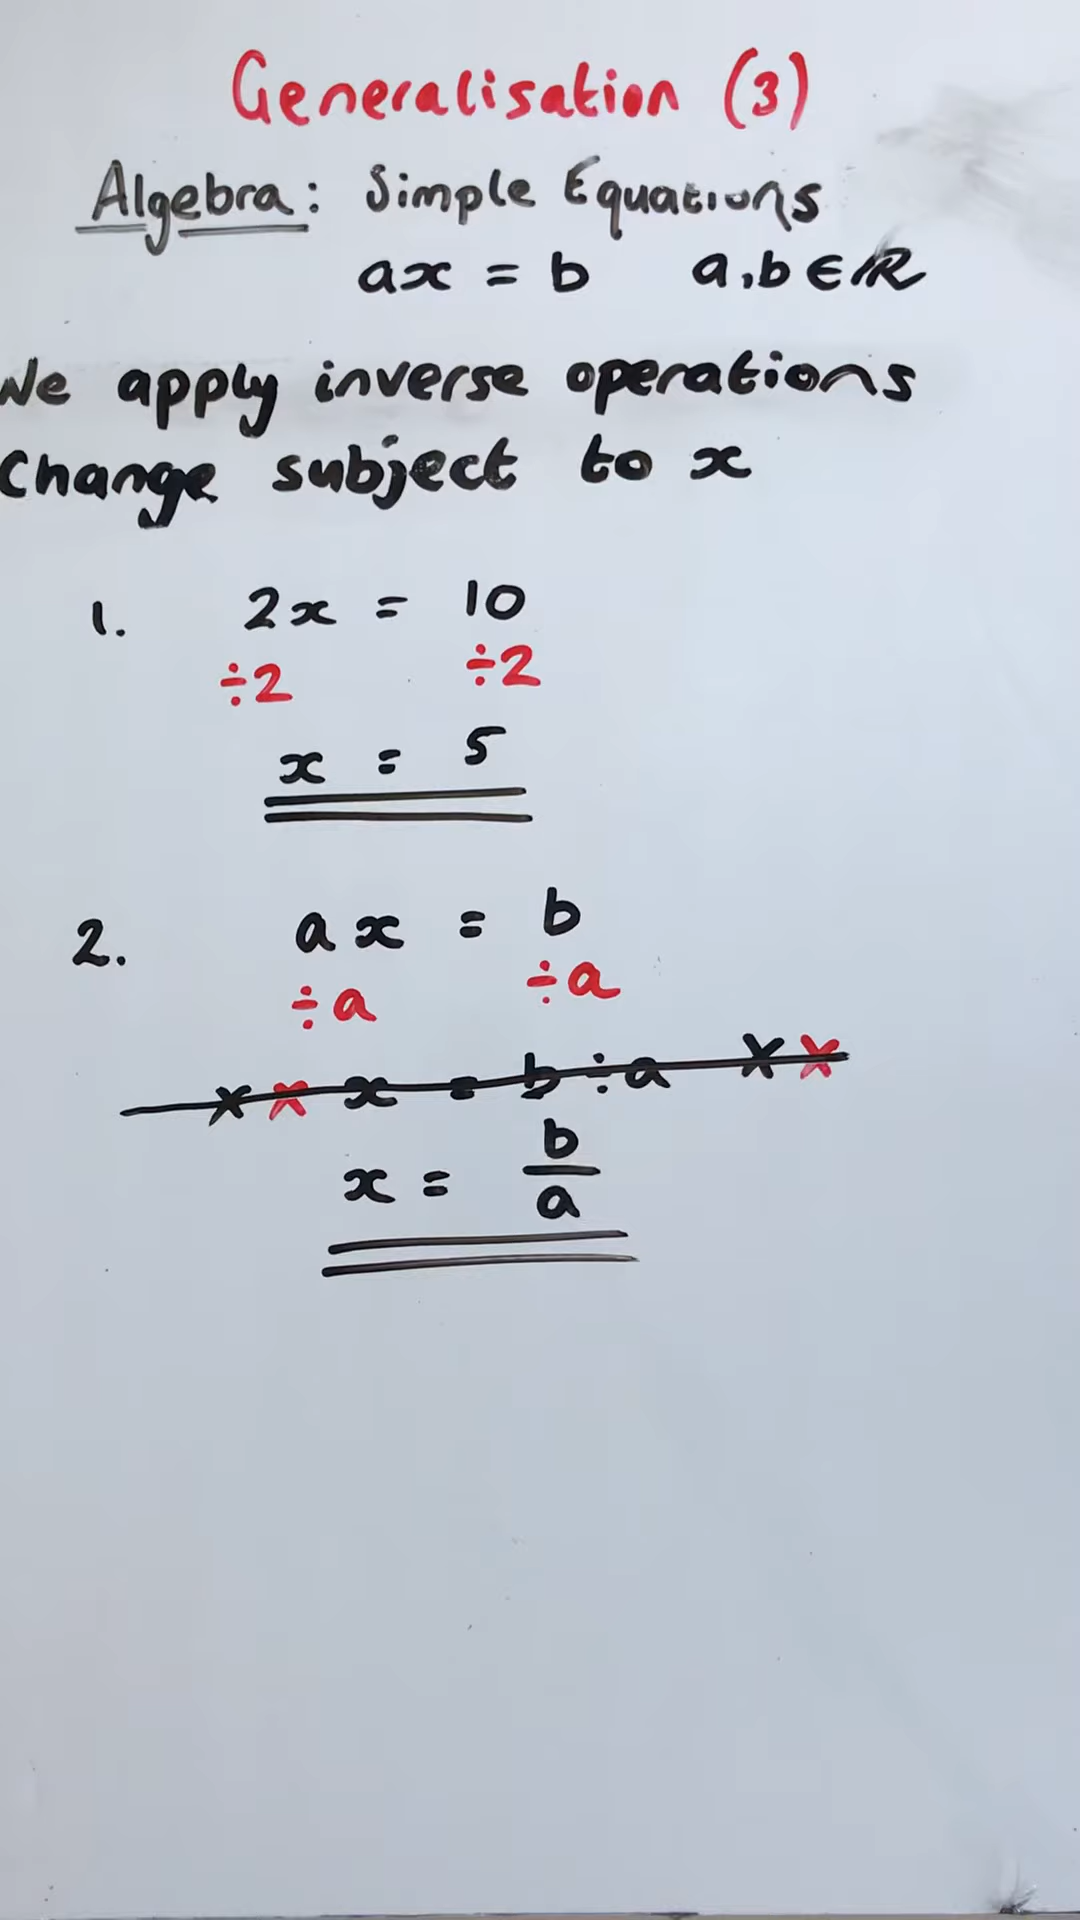 Generalisation (3)
Algebra: Simple Equations
ax = b a,b ∈ ℝ
We apply inverse operations
Change subject to x
1. 2x = 10
÷2 ÷2
x = 5
2. ax = b
÷a ÷a
x x x = b ÷ a x x
x = b/a